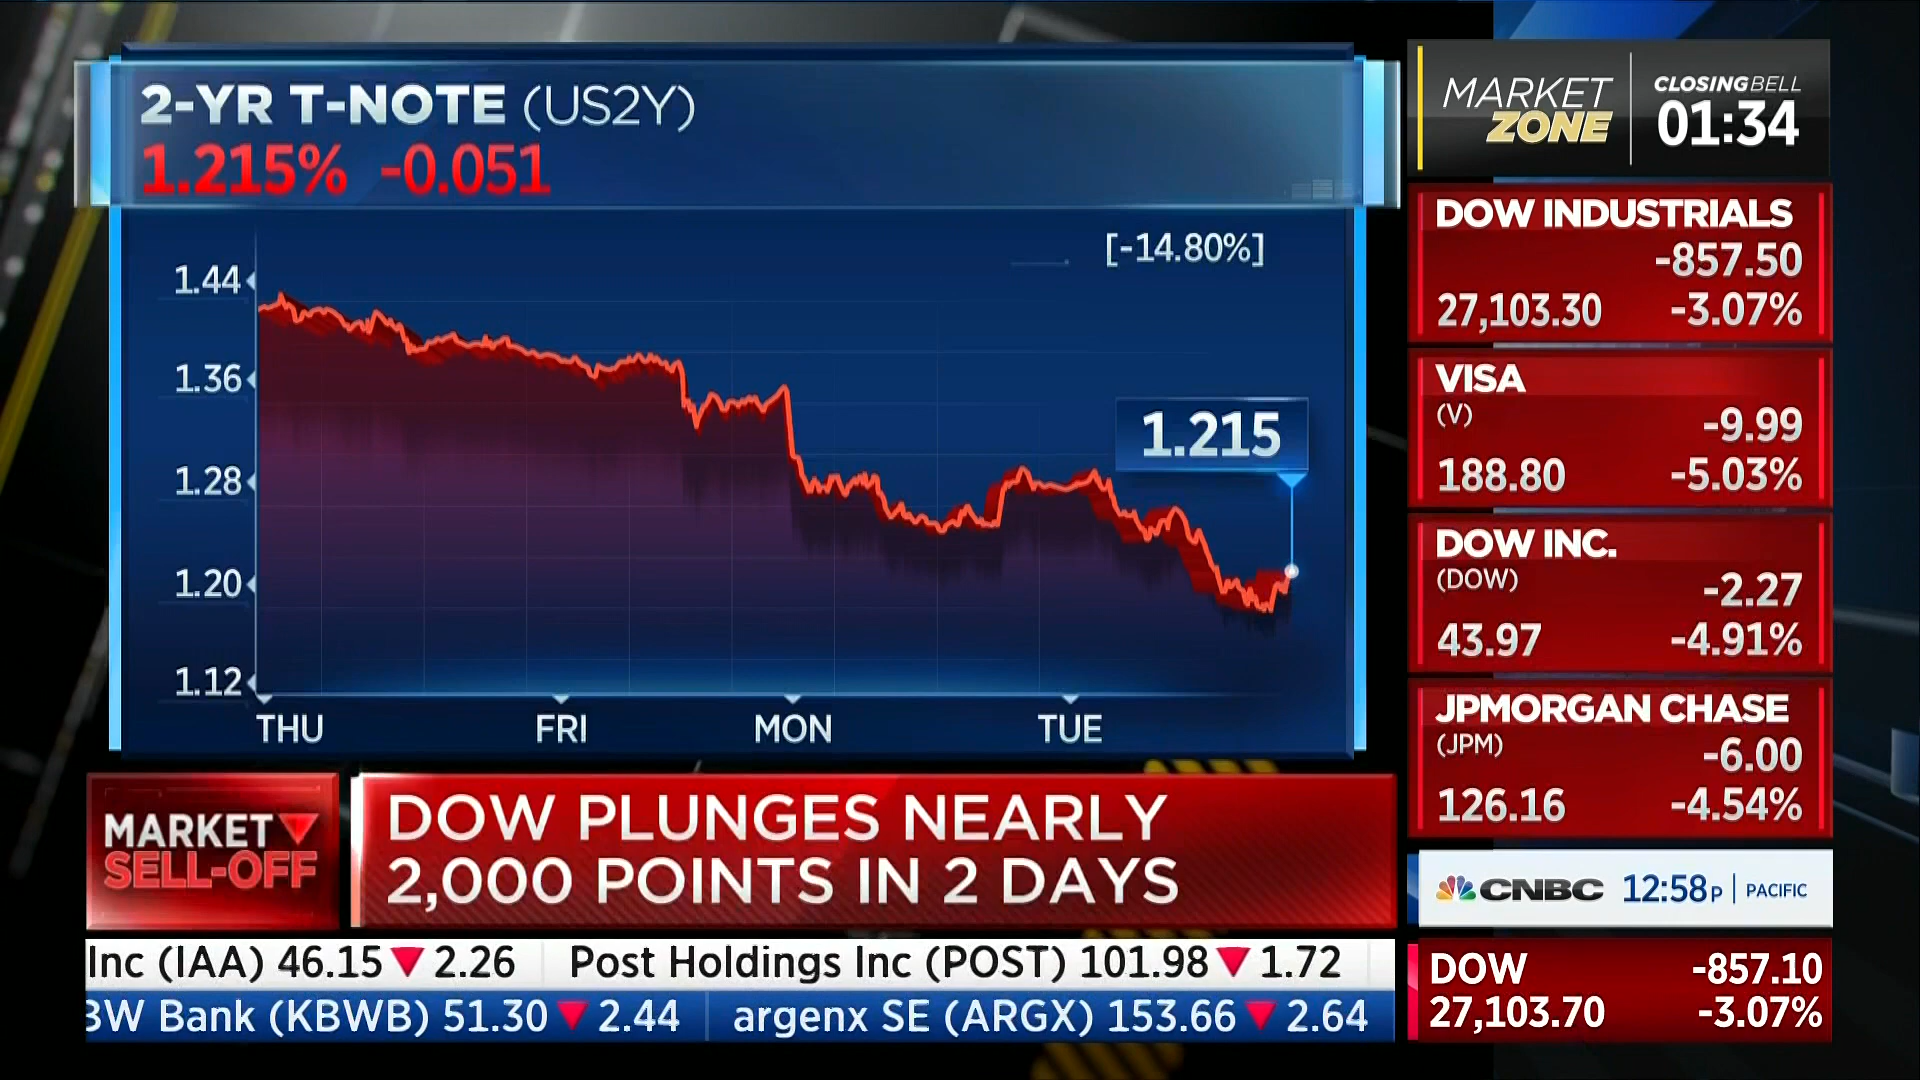 2-YR T-NOTE (US2Y)
1.215% -0.051
[-14.80%]
1.44
1.36
1.28
1.20
1.12
1.215
THU FRI MON TUE
MARKET
SELL-OFF
DOW PLUNGES NEARLY
2,000 POINTS IN 2 DAYS
Inc (IAA) 46.15 ▼ 2.26 Post Holdings Inc (POST) 101.98 ▼ 1.72
BW Bank (KBWB) 51.30 ▼ 2.44 argenx SE (ARGX) 153.66 ▼ 2.64
MARKET
ZONE
CLOSING BELL
01:34
DOW INDUSTRIALS
-857.50
27,103.30 -3.07%
VISA
(V) -9.99
188.80 -5.03%
DOW INC.
(DOW) -2.27
43.97 -4.91%
JPMORGAN CHASE
(JPM) -6.00
126.16 -4.54%
CNBC 12:58P PACIFIC
DOW -857.10
27,103.70 -3.07%